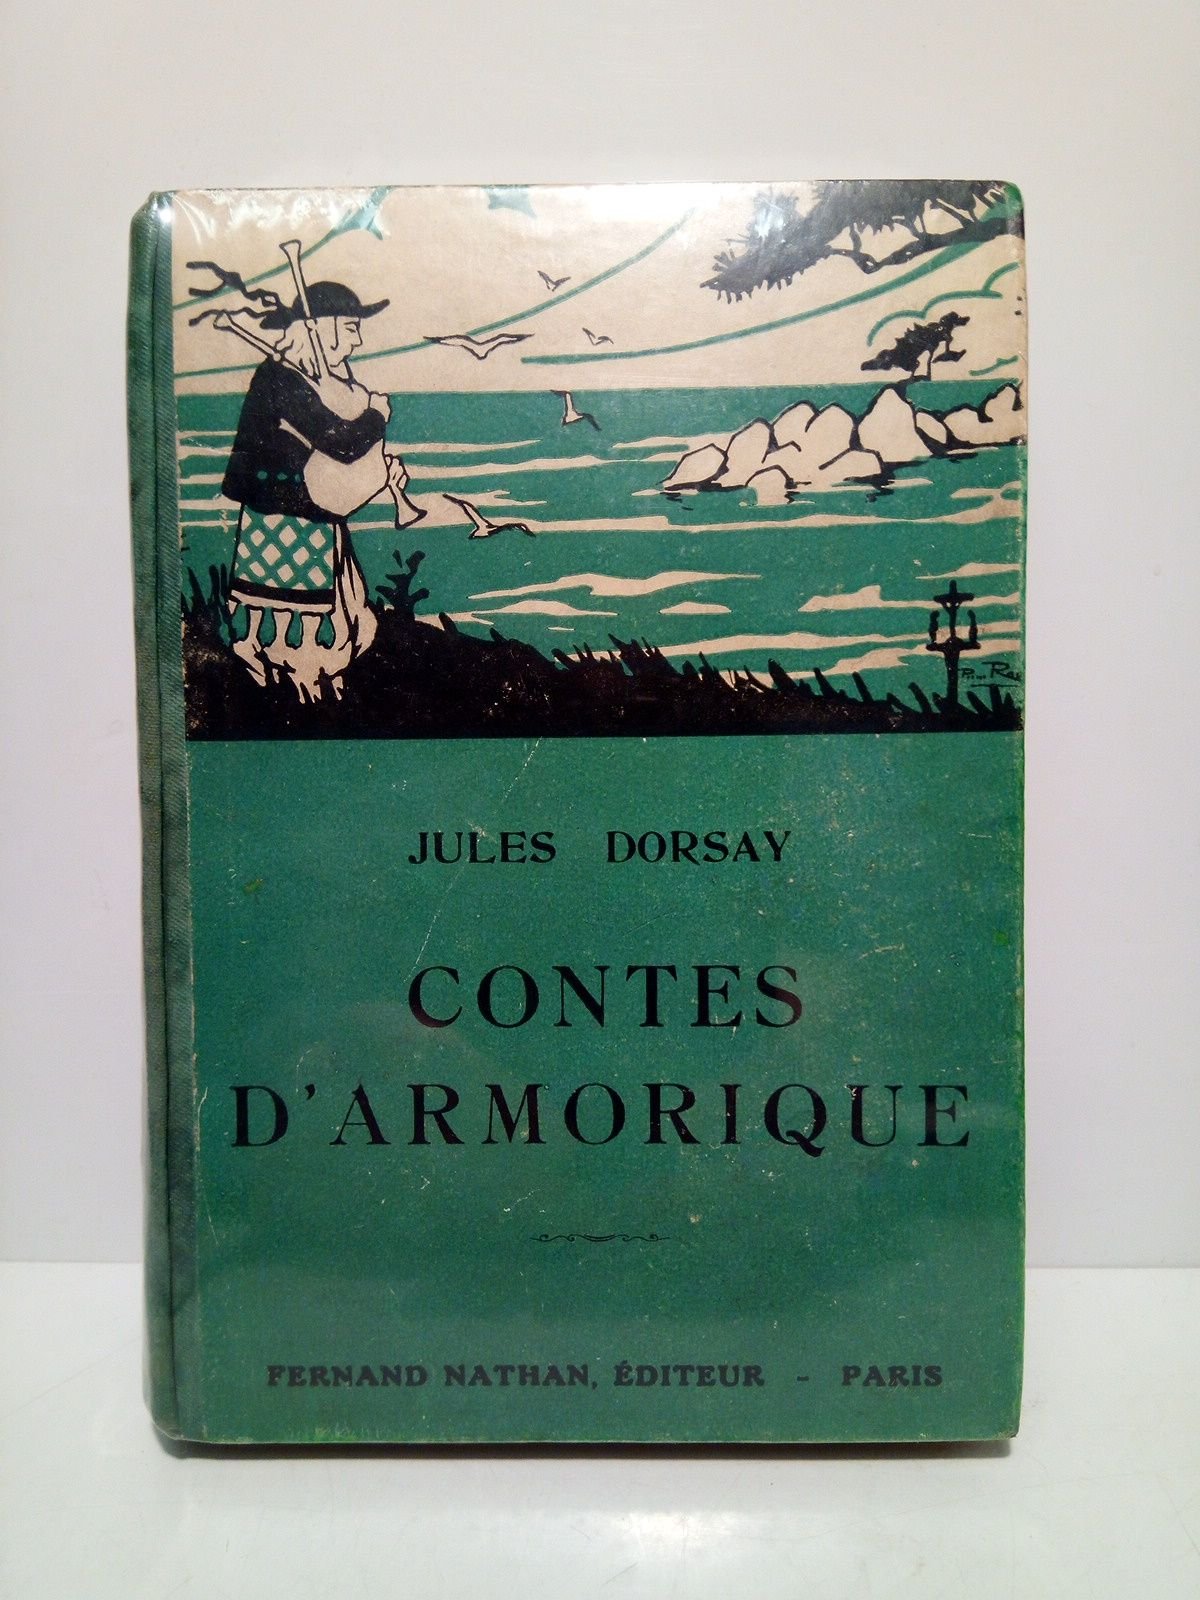 JULES DORSAY
CONTES
D'ARMORIQUE
FERNAND NATHAN, ÉDITEUR - PARIS